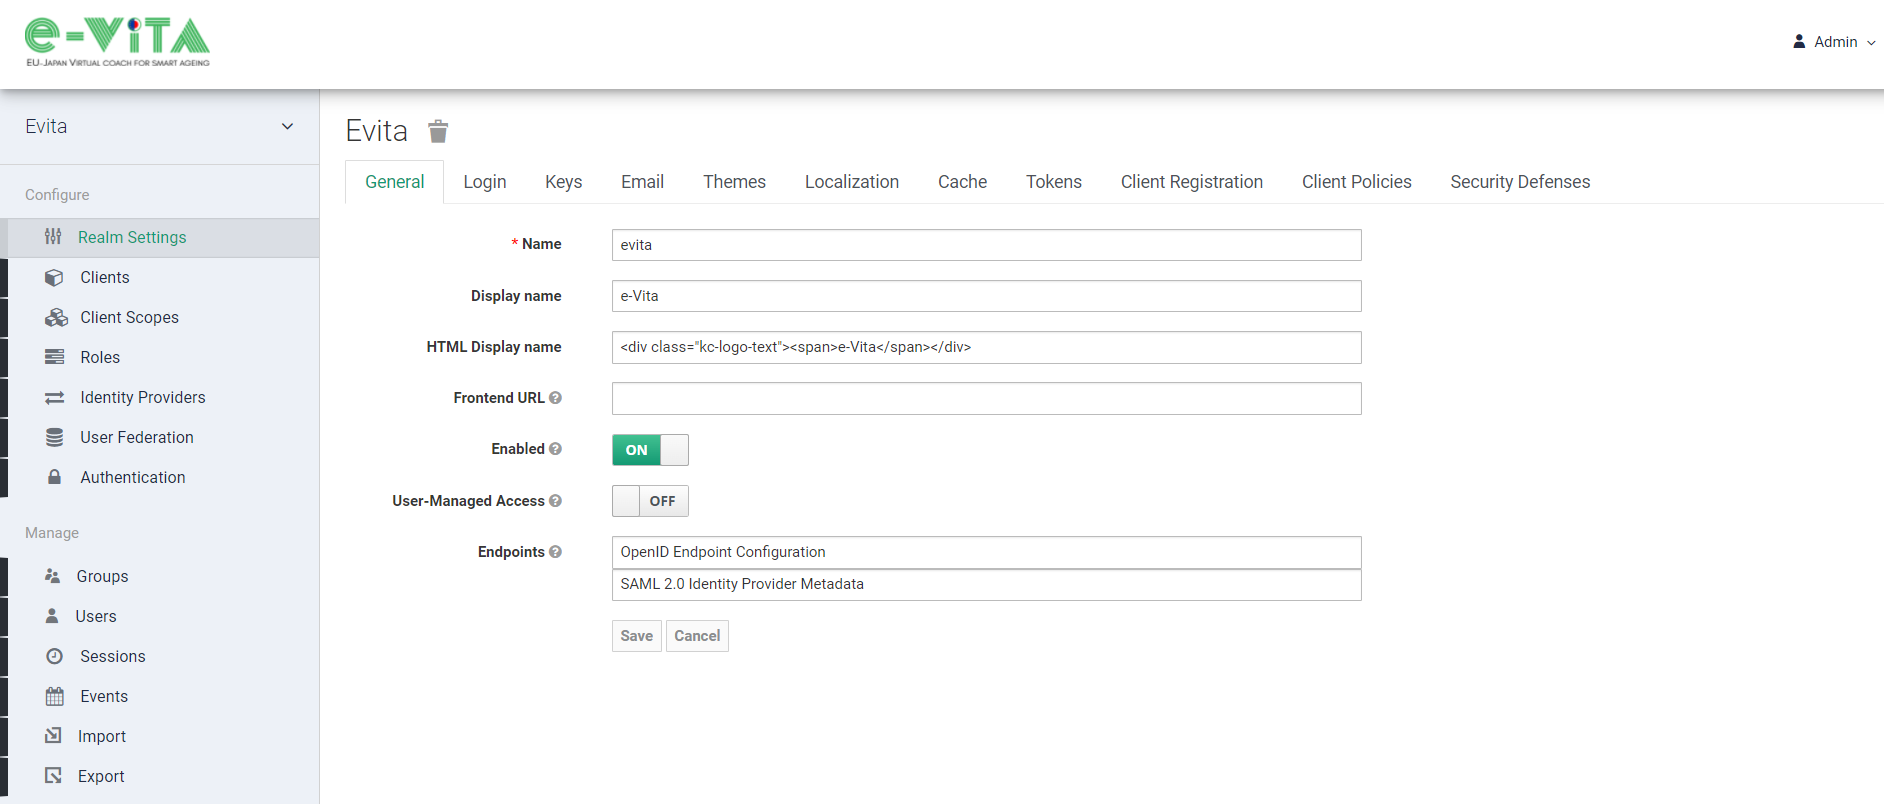 e-ViTA
EU-Japan Virtual coach for smart ageing
Admin
Evita
Configure
Realm Settings
Clients
Client Scopes
Roles
Identity Providers
User Federation
Authentication
Manage
Groups
Users
Sessions
Events
Import
Export
Evita
General Login Keys Email Themes Localization Cache Tokens Client Registration Client Policies Security Defenses
* Name evita
Display name e-Vita
HTML Display name <div class="kc-logo-text"><span>e-Vita</span></div>
Frontend URL ?
Enabled ? ON
User-Managed Access ? OFF
Endpoints ? OpenID Endpoint Configuration
SAML 2.0 Identity Provider Metadata
Save Cancel